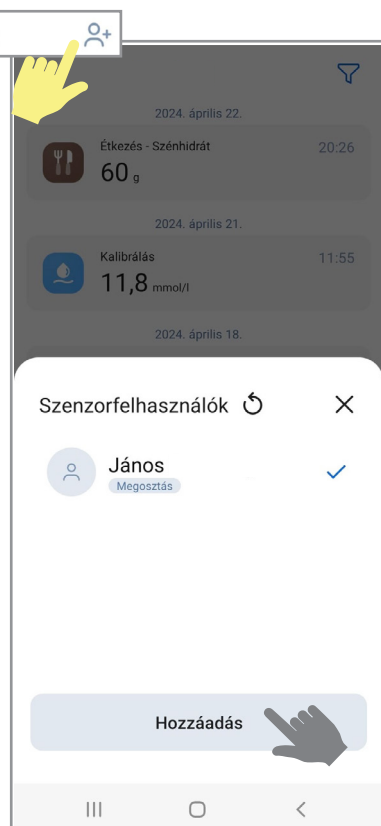 2024. április 22.
Étkezés - Szénhidrát 20:26
60 g
2024. április 21.
Kalibrálás 11:55
11,8 mmol/l
2024. április 18.
Szenzorfelhasználók
János
Megosztás
Hozzáadás